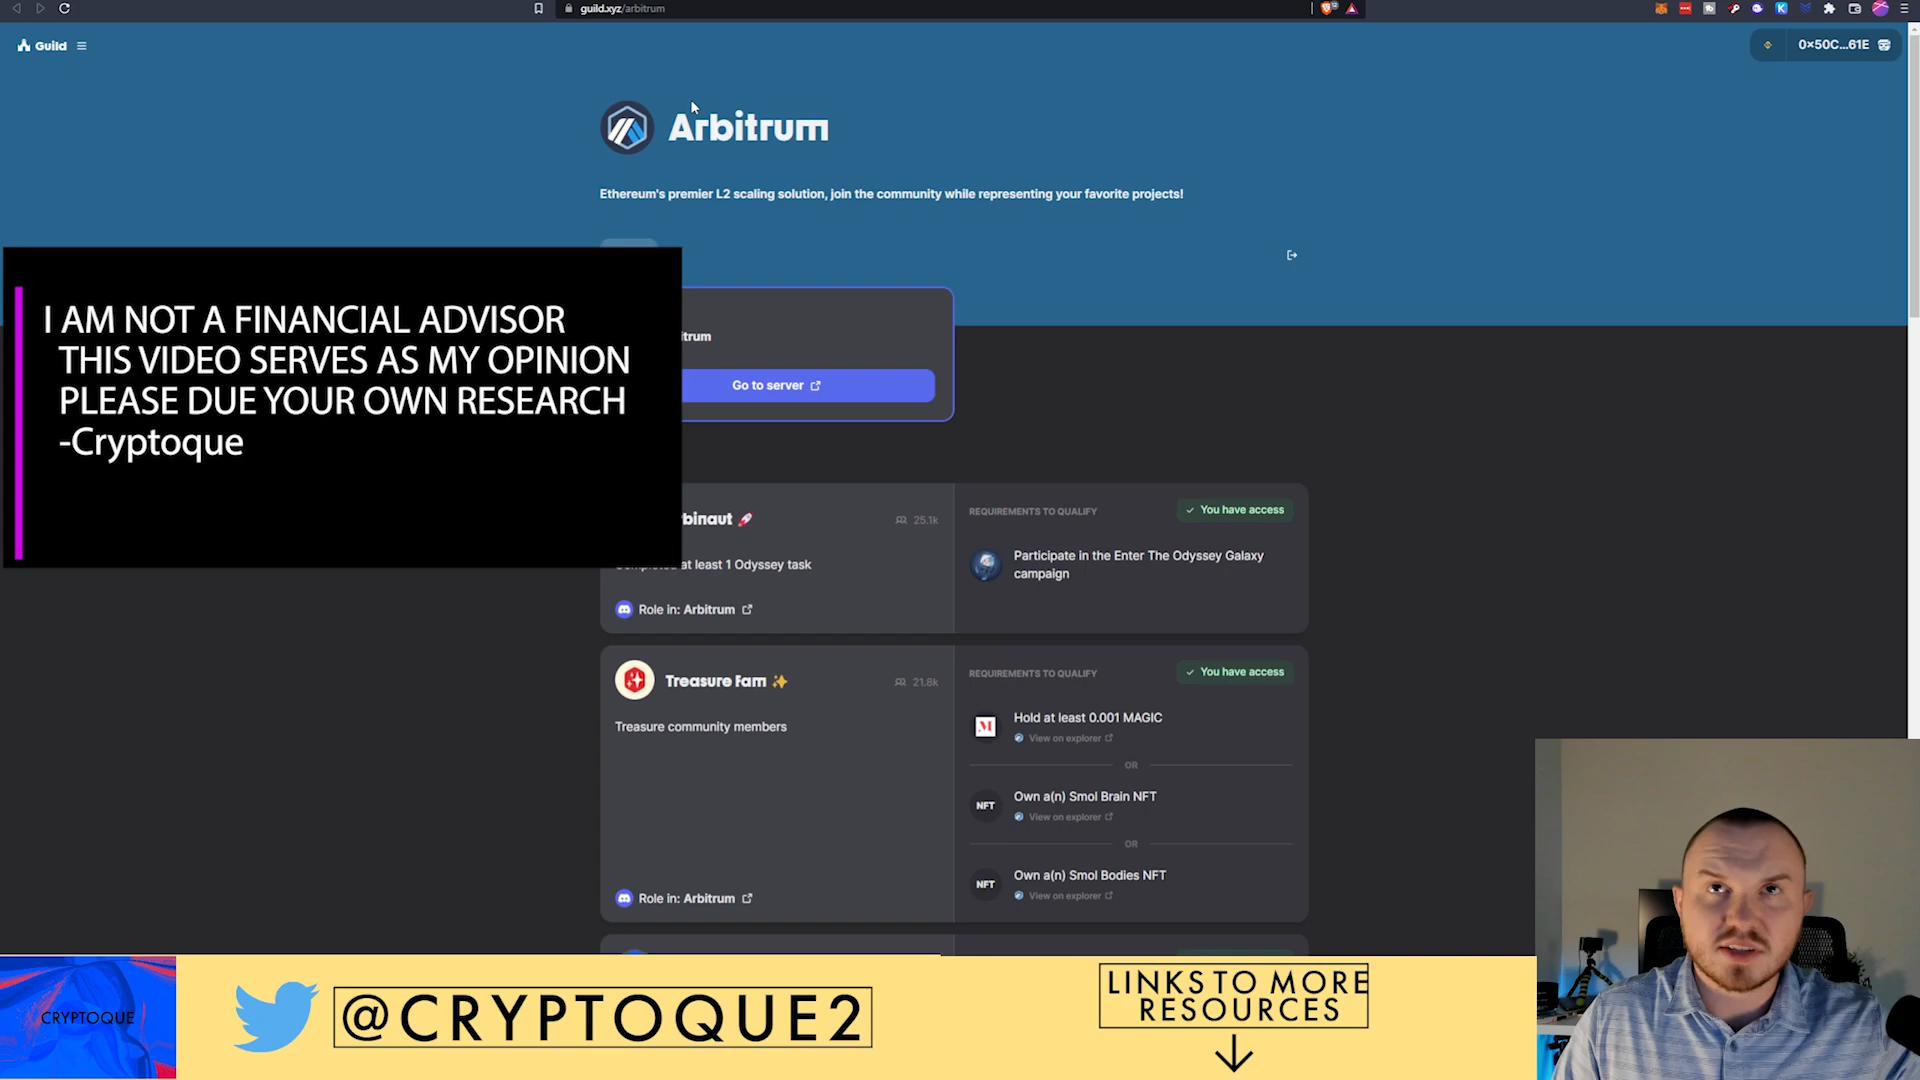 guild.xyz/arbitrum
Guild
0×50C...61E
Arbitrum
Ethereum's premier L2 scaling solution, join the community while representing your favorite projects!
I AM NOT A FINANCIAL ADVISOR
THIS VIDEO SERVES AS MY OPINION
PLEASE DUE YOUR OWN RESEARCH
-Cryptoque
itrum
Go to server
binaut
25.1k
REQUIREMENTS TO QUALIFY
You have access
Participate in the Enter The Odyssey Galaxy
campaign
Completed at least 1 Odyssey task
Role in: Arbitrum
Treasure Fam
21.8k
Treasure community members
REQUIREMENTS TO QUALIFY
You have access
Hold at least 0.001 MAGIC
View on explorer
OR
NFT
Own a(n) Smol Brain NFT
View on explorer
OR
NFT
Own a(n) Smol Bodies NFT
View on explorer
Role in: Arbitrum
CRYPTOQUE
@CRYPTOQUE2
LINKS TO MORE
RESOURCES